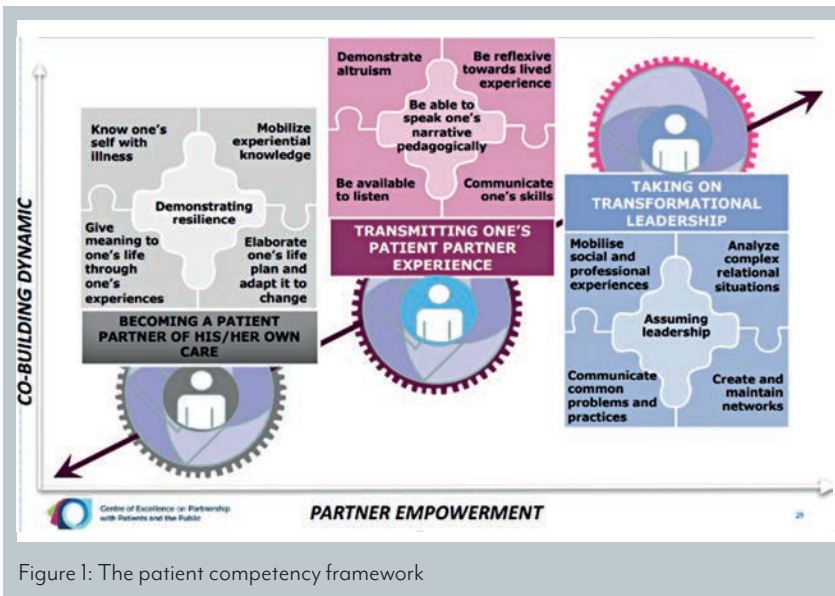 Know one's
self with
illness
Mobilize
experiential
knowledge
Demonstrating
resilience
Give
meaning to
one's life
through
one's
experiences
Elaborate
one's life
plan and
adapt it to
change
BECOMING A PATIENT
PARTNER OF HIS/HER OWN
CARE
Demonstrate
altruism
Be reflexive
towards lived
experience
Be able to
speak one's
narrative
pedagogically
Be available
to listen
Communicate
one's skills
TRANSMITTING ONE'S
PATIENT PARTNER
EXPERIENCE
TAKING ON
TRANSFORMATIONAL
LEADERSHIP
Mobilise
social and
professional
experiences
Analyze
complex
relational
situations
Assuming
leadership
Communicate
common
problems and
practices
Create and
maintain
networks
CO-BUILDING DYNAMIC
PARTNER EMPOWERMENT
Centre of Excellence on Partnership
with Patients and the Public
29
Figure 1: The patient competency framework